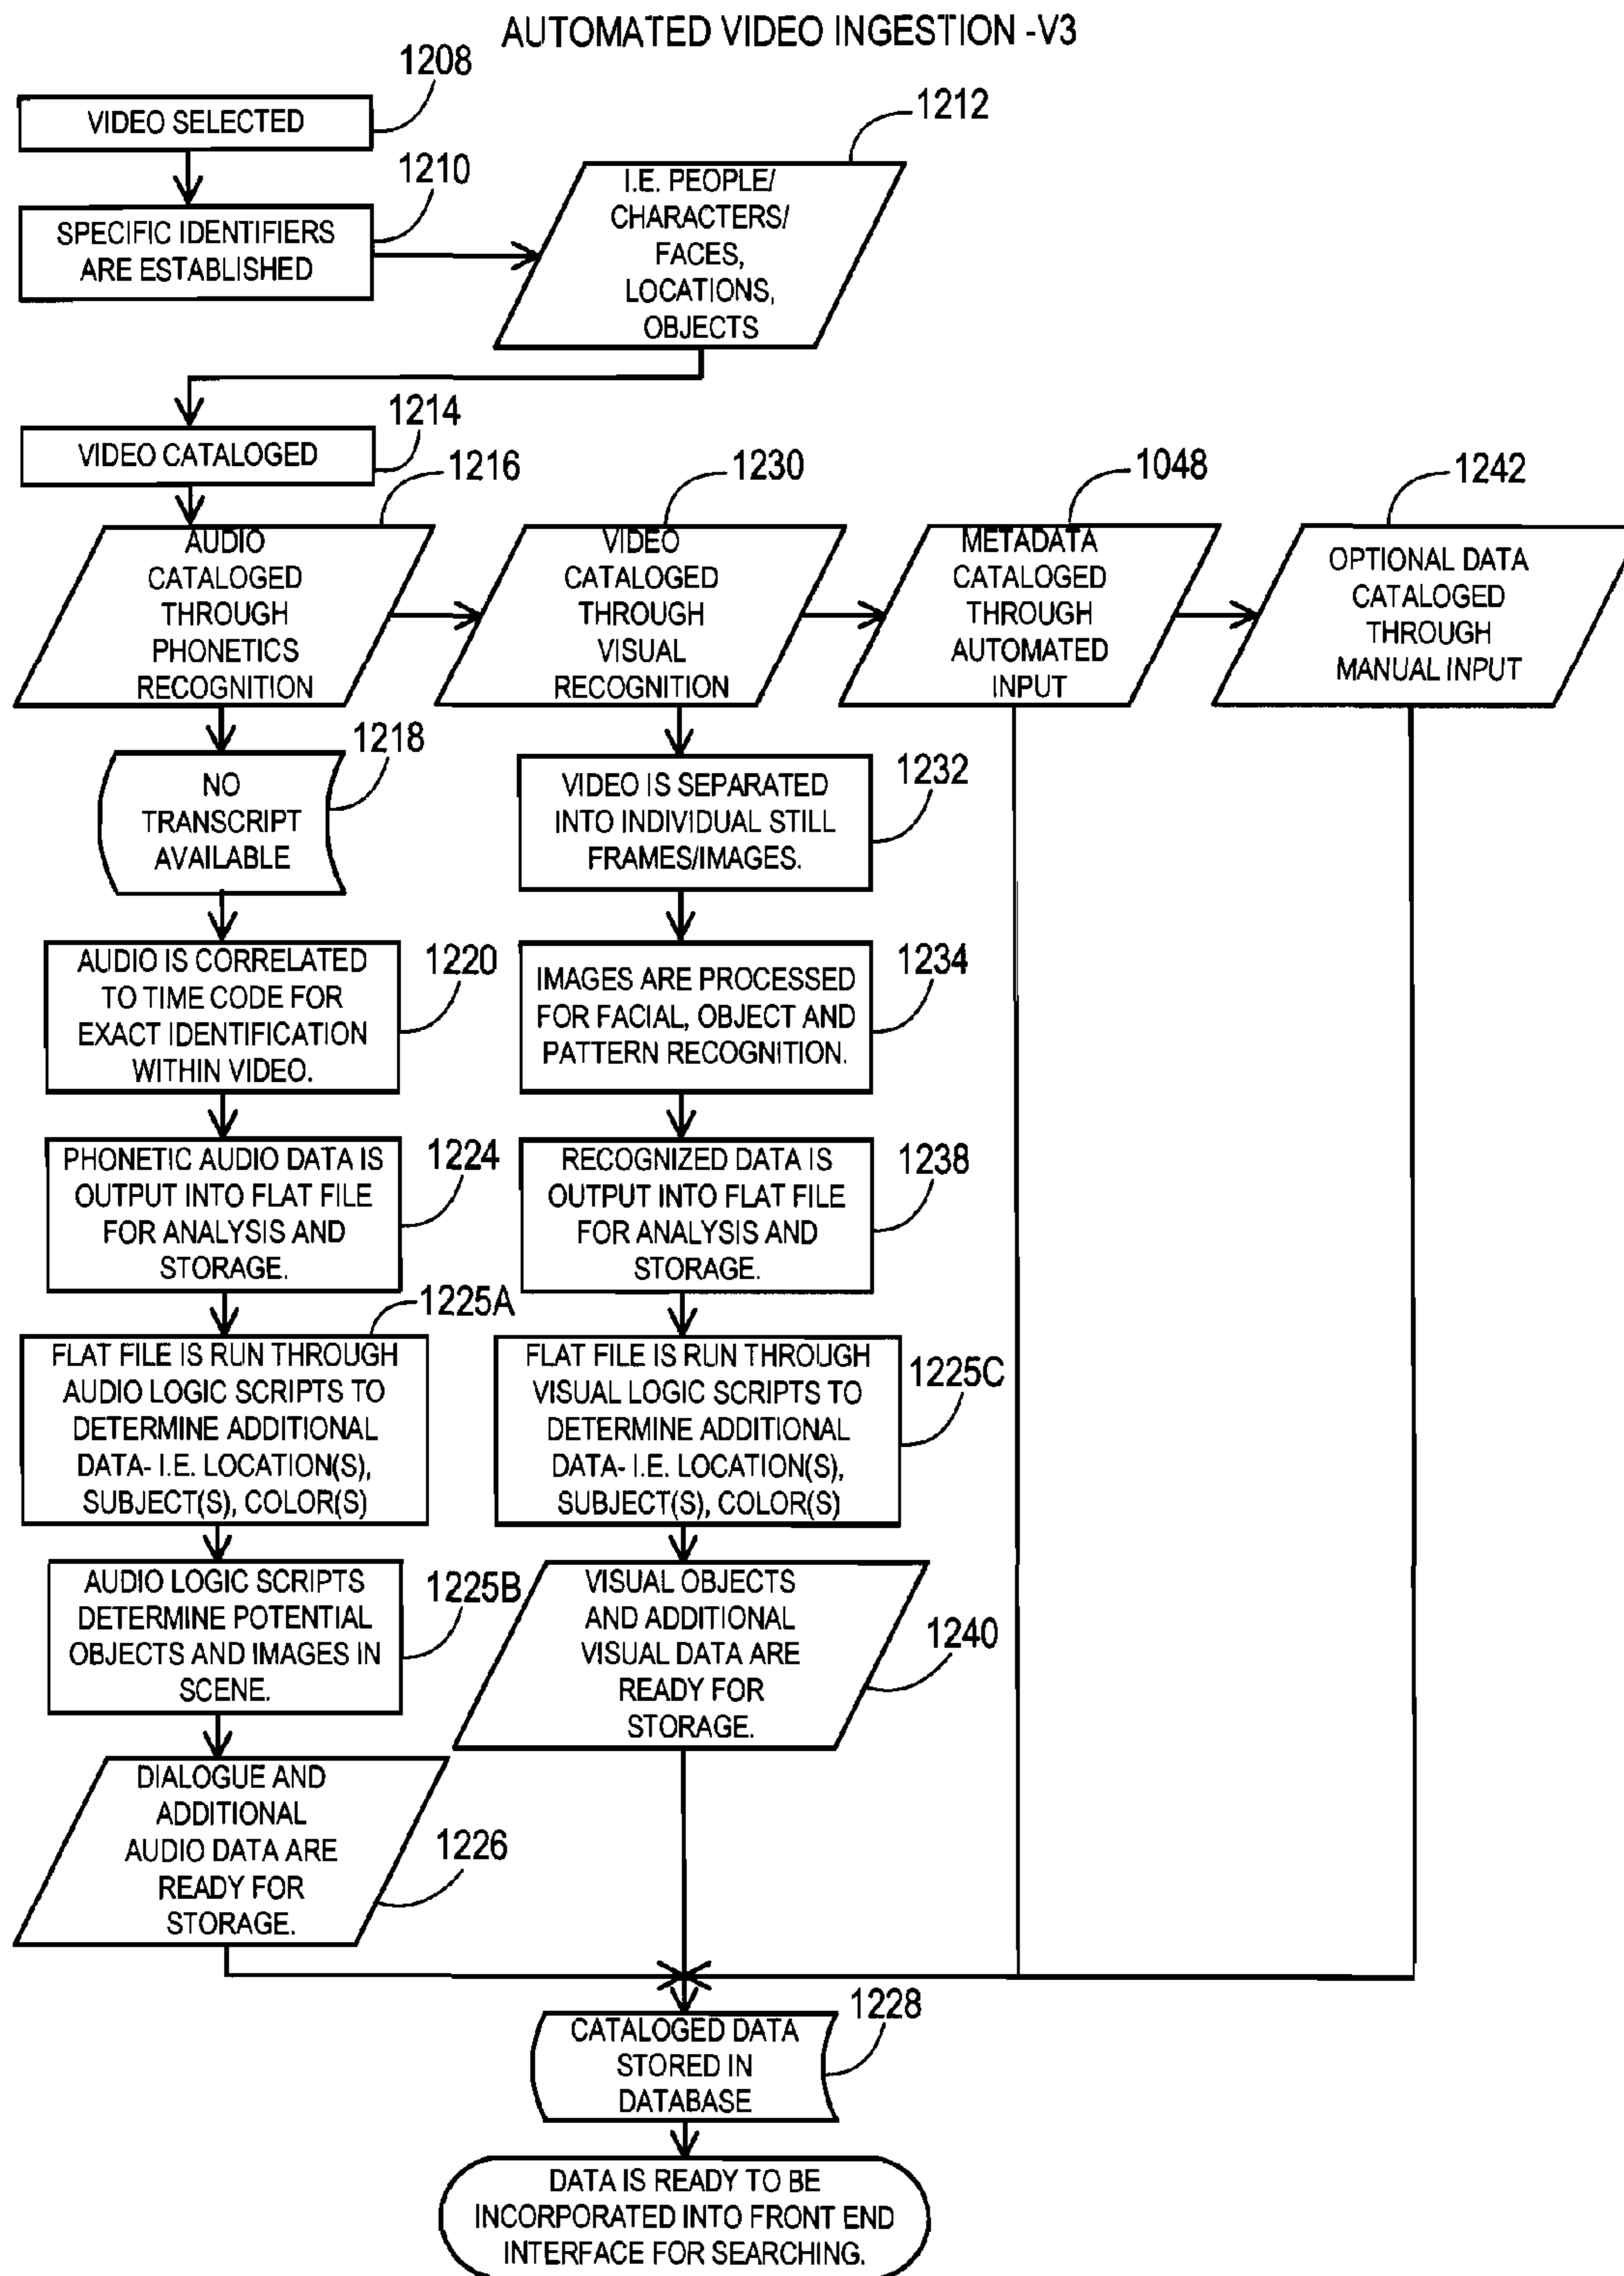 AUTOMATED VIDEO INGESTION -V3
1208
VIDEO SELECTED
1210
SPECIFIC IDENTIFIERS
ARE ESTABLISHED
1212
I.E. PEOPLE/
CHARACTERS/
FACES,
LOCATIONS,
OBJECTS
1214
VIDEO CATALOGED
1216
AUDIO
CATALOGED
THROUGH
PHONETICS
RECOGNITION
1230
VIDEO
CATALOGED
THROUGH
VISUAL
RECOGNITION
1048
METADATA
CATALOGED
THROUGH
AUTOMATED
INPUT
1242
OPTIONAL DATA
CATALOGED
THROUGH
MANUAL INPUT
1218
NO
TRANSCRIPT
AVAILABLE
1220
AUDIO IS CORRELATED
TO TIME CODE FOR
EXACT IDENTIFICATION
WITHIN VIDEO.
1224
PHONETIC AUDIO DATA IS
OUTPUT INTO FLAT FILE
FOR ANALYSIS AND
STORAGE.
1225A
FLAT FILE IS RUN THROUGH
AUDIO LOGIC SCRIPTS TO
DETERMINE ADDITIONAL
DATA- I.E. LOCATION(S),
SUBJECT(S), COLOR(S)
1225B
AUDIO LOGIC SCRIPTS
DETERMINE POTENTIAL
OBJECTS AND IMAGES IN
SCENE.
1226
DIALOGUE AND
ADDITIONAL
AUDIO DATA ARE
READY FOR
STORAGE.
1232
VIDEO IS SEPARATED
INTO INDIVIDUAL STILL
FRAMES/IMAGES.
1234
IMAGES ARE PROCESSED
FOR FACIAL, OBJECT AND
PATTERN RECOGNITION.
1238
RECOGNIZED DATA IS
OUTPUT INTO FLAT FILE
FOR ANALYSIS AND
STORAGE.
1225C
FLAT FILE IS RUN THROUGH
VISUAL LOGIC SCRIPTS TO
DETERMINE ADDITIONAL
DATA- I.E. LOCATION(S),
SUBJECT(S), COLOR(S)
1240
VISUAL OBJECTS
AND ADDITIONAL
VISUAL DATA ARE
READY FOR
STORAGE.
1228
CATALOGED DATA
STORED IN
DATABASE
DATA IS READY TO BE
INCORPORATED INTO FRONT END
INTERFACE FOR SEARCHING.